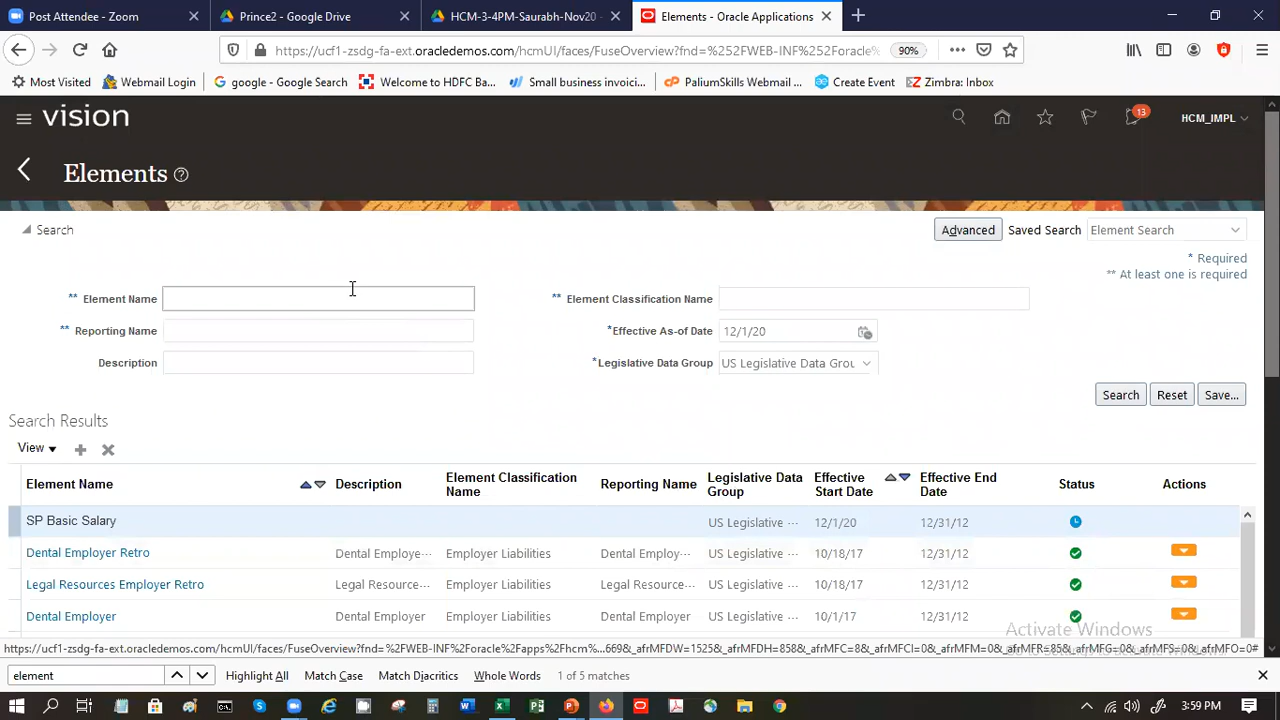 Post Attendee - Zoom
Prince2 - Google Drive
HCM-3-4PM-Saurabh-Nov20 -
Elements - Oracle Applications
https://ucf1-zsdg-fa-ext.oracledemos.com/hcmUI/faces/FuseOverview?fnd=%252FWEB-INF%252Foracle%
90%
Most Visited
Webmail Login
google - Google Search
Welcome to HDFC Ba...
Small business invoici...
PaliumSkills Webmail ...
Create Event
Zimbra: Inbox
vision
13
HCM_IMPL
Elements
Search
Advanced
Saved Search
Element Search
* Required
** At least one is required
** Element Name
** Element Classification Name
** Reporting Name
*Effective As-of Date
12/1/20
Description
*Legislative Data Group
US Legislative Data Grou
Search
Reset
Save...
Search Results
View
Element Name
Description
Element Classification Name
Reporting Name
Legislative Data Group
Effective Start Date
Effective End Date
Status
Actions
SP Basic Salary US Legislative ··· 12/1/20 12/31/12
Dental Employer Retro Dental Employe··· Employer Liabilities Dental Employ··· US Legislative ··· 10/18/17 12/31/12
Legal Resources Employer Retro Legal Resource··· Employer Liabilities Legal Resource··· US Legislative ··· 10/18/17 12/31/12
Dental Employer Dental Employer Employer Liabilities Dental Employer US Legislative ··· 10/1/17 12/31/12
Activate Windows
https://ucf1-zsdg-fa-ext.oracledemos.com/hcmUI/faces/FuseOverview?fnd=%2FWEB-INF%2Foracle%2Fapps%2Fhcm%...669&_afrMFDW=1525&_afrMFDH=858&_afrMFC=8&_afrMFCI=0&_afrMFM=0&_afrMFR=85&_afrMFG=0&_afrMFS=0&_afrMFO=0#
element
Highlight All
Match Case
Match Diacritics
Whole Words
1 of 5 matches
3:59 PM